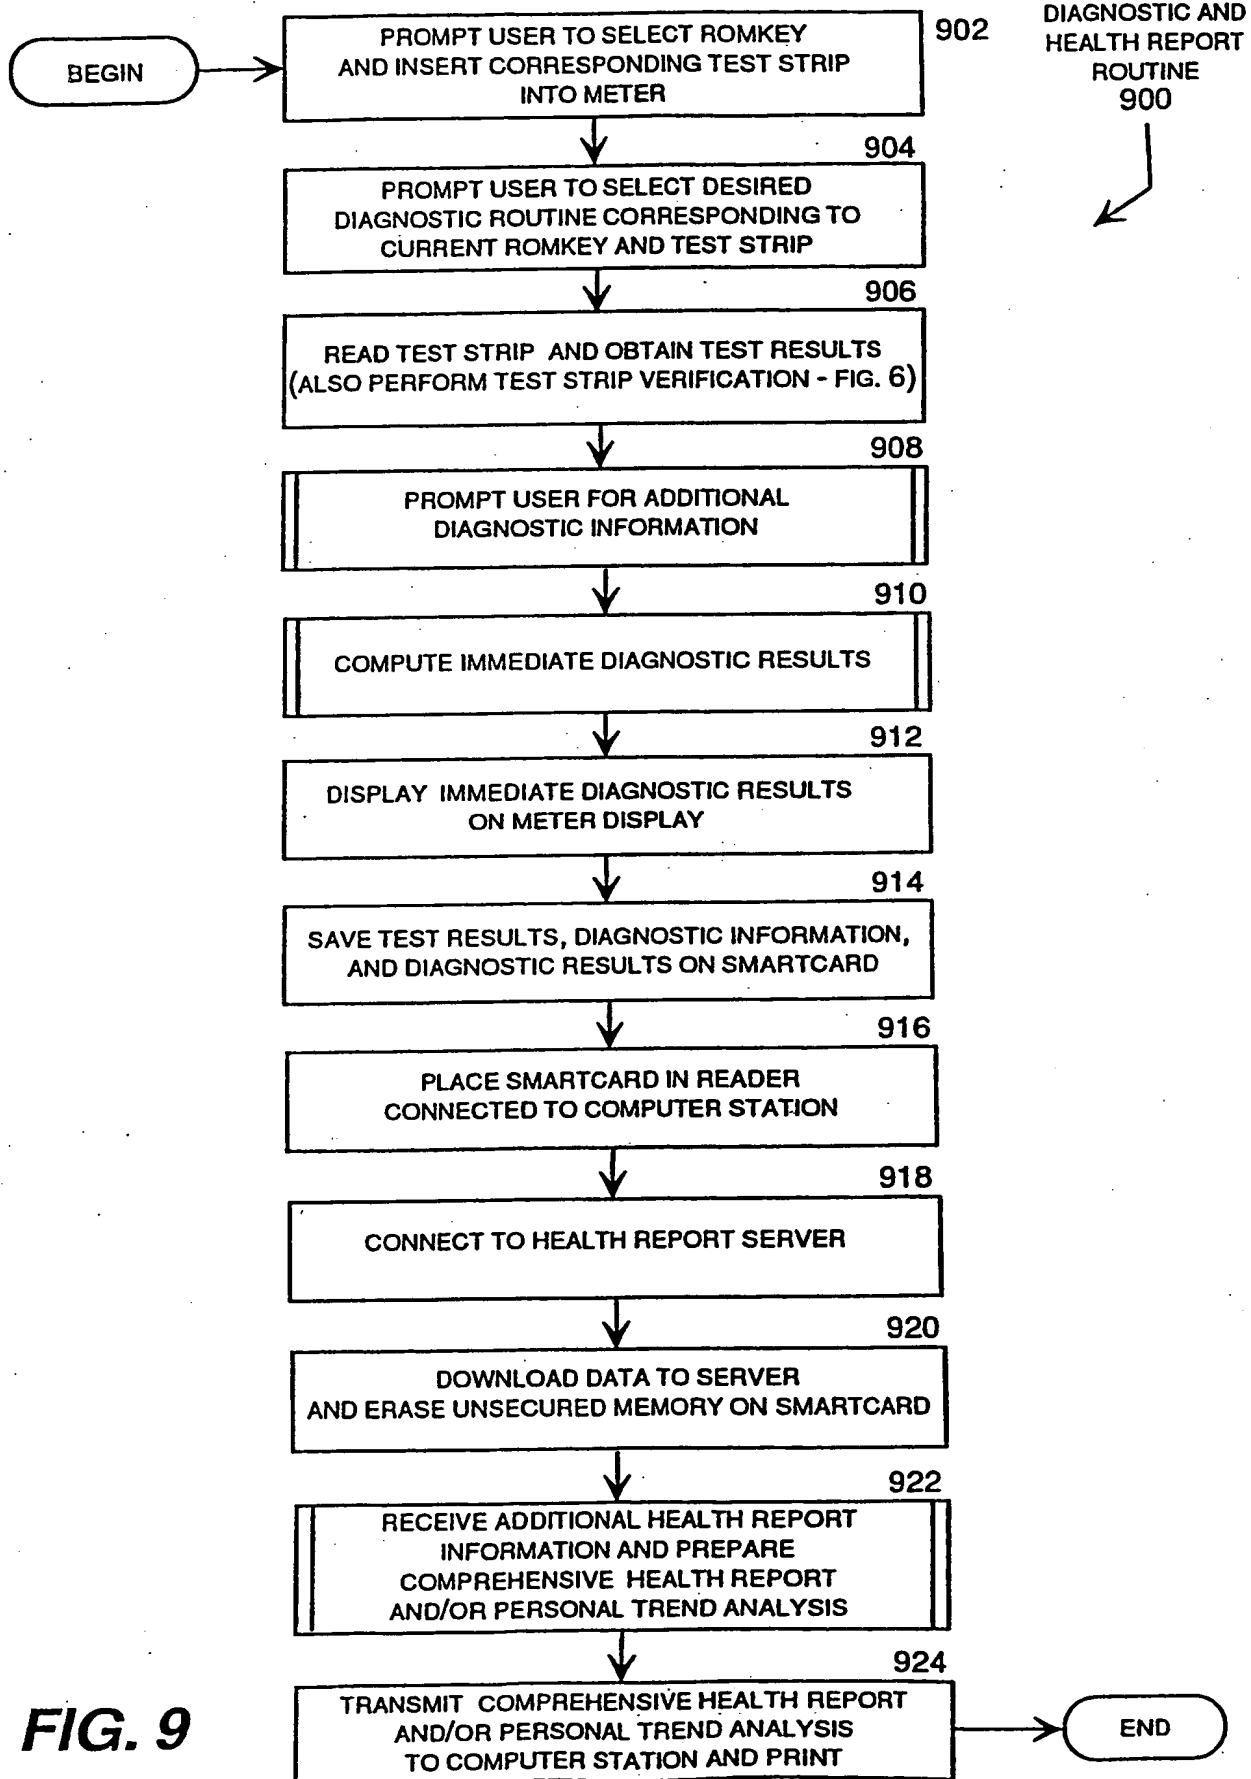 PROMPT USER TO SELECT ROMKEY
AND INSERT CORRESPONDING TEST STRIP
INTO METER
902
DIAGNOSTIC AND
HEALTH REPORT
ROUTINE
900
BEGIN
904
PROMPT USER TO SELECT DESIRED
DIAGNOSTIC ROUTINE CORRESPONDING TO
CURRENT ROMKEY AND TEST STRIP
906
READ TEST STRIP AND OBTAIN TEST RESULTS
(ALSO PERFORM TEST STRIP VERIFICATION - FIG. 6)
908
PROMPT USER FOR ADDITIONAL
DIAGNOSTIC INFORMATION
910
COMPUTE IMMEDIATE DIAGNOSTIC RESULTS
912
DISPLAY IMMEDIATE DIAGNOSTIC RESULTS
ON METER DISPLAY
914
SAVE TEST RESULTS, DIAGNOSTIC INFORMATION,
AND DIAGNOSTIC RESULTS ON SMARTCARD
916
PLACE SMARTCARD IN READER
CONNECTED TO COMPUTER STATION
918
CONNECT TO HEALTH REPORT SERVER
920
DOWNLOAD DATA TO SERVER
AND ERASE UNSECURED MEMORY ON SMARTCARD
922
RECEIVE ADDITIONAL HEALTH REPORT
INFORMATION AND PREPARE
COMPREHENSIVE HEALTH REPORT
AND/OR PERSONAL TREND ANALYSIS
924
TRANSMIT COMPREHENSIVE HEALTH REPORT
AND/OR PERSONAL TREND ANALYSIS
TO COMPUTER STATION AND PRINT
END
FIG. 9